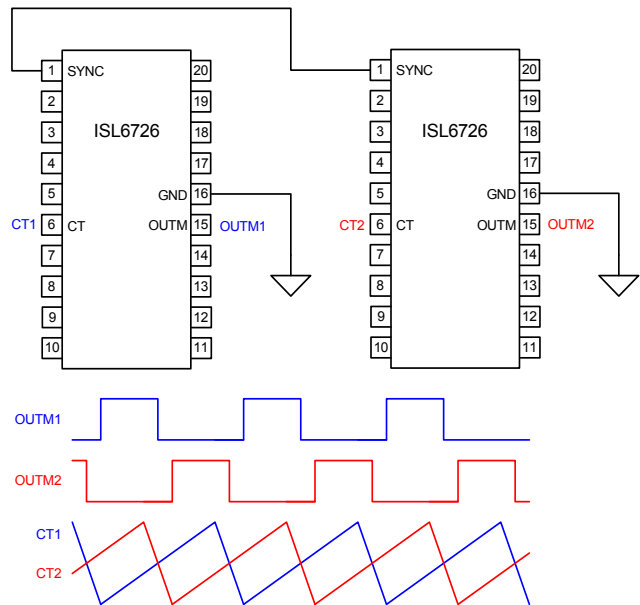 1 SYNC 20
2 19
3 ISL6726 18
4 17
5 GND 16
CT1 6 CT OUTM 15 OUTM1
7 14
8 13
9 12
10 11
1 SYNC 20
2 19
3 ISL6726 18
4 17
5 GND 16
CT2 6 CT OUTM 15 OUTM2
7 14
8 13
9 12
10 11
OUTM1
OUTM2
CT1
CT2